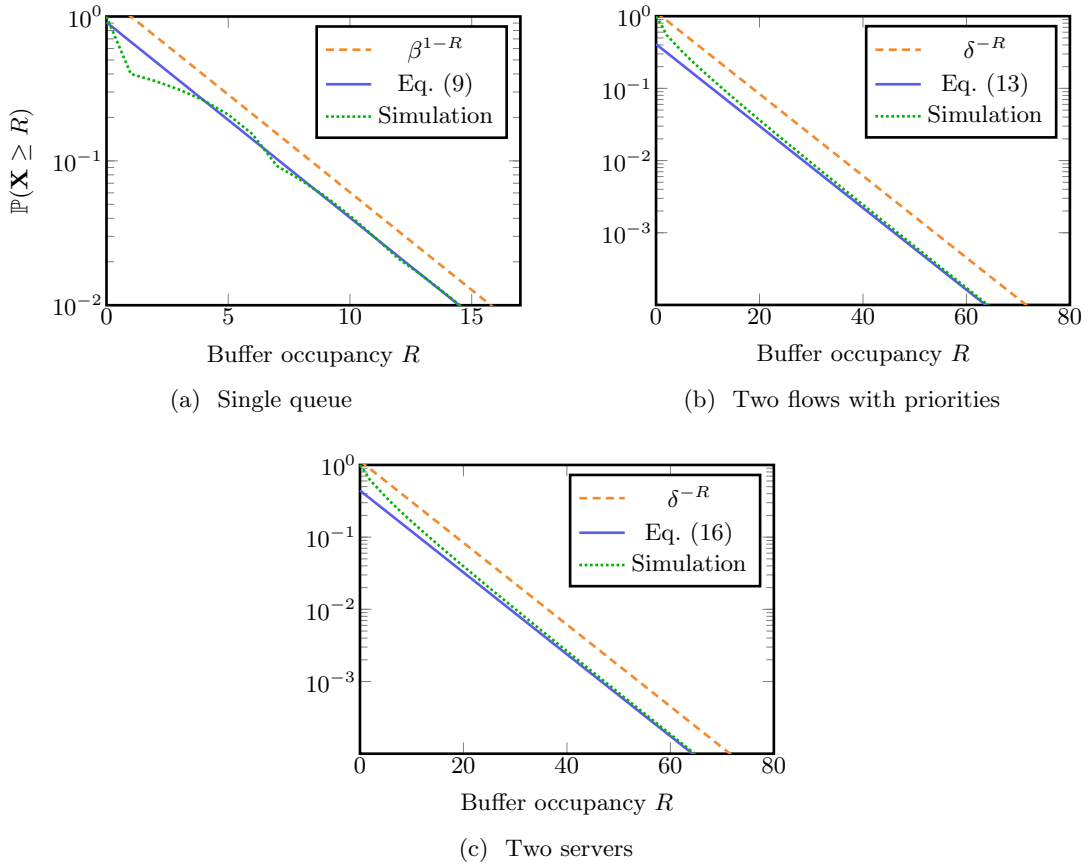 10^0
10^{-1}
10^{-2}
ℙ(𝐗 ≥ R)
β^{1−R}
Eq. (9)
Simulation
0 5 10 15
Buffer occupancy R
(a) Single queue
10^0
10^{-1}
10^{-2}
10^{-3}
δ^{−R}
Eq. (13)
Simulation
0 20 40 60 80
Buffer occupancy R
(b) Two flows with priorities
10^0
10^{-1}
10^{-2}
10^{-3}
δ^{−R}
Eq. (16)
Simulation
0 20 40 60 80
Buffer occupancy R
(c) Two servers